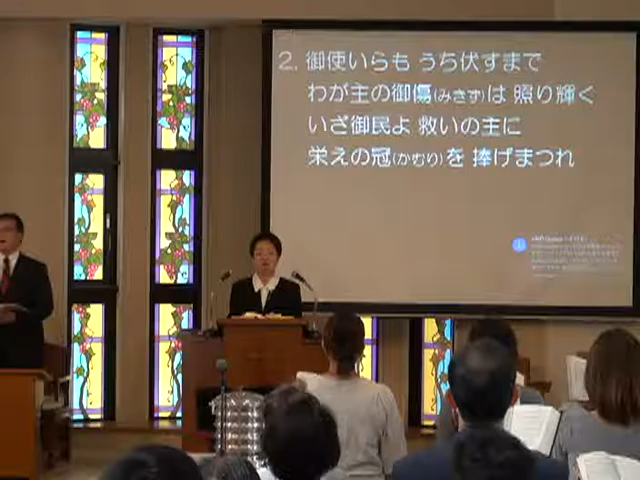 2. 御使いらも うち伏すまで
わが主の御傷(みきず)は 照り輝く
いざ御民よ 救いの主に
栄えの冠(かむり)を 捧げまつれ